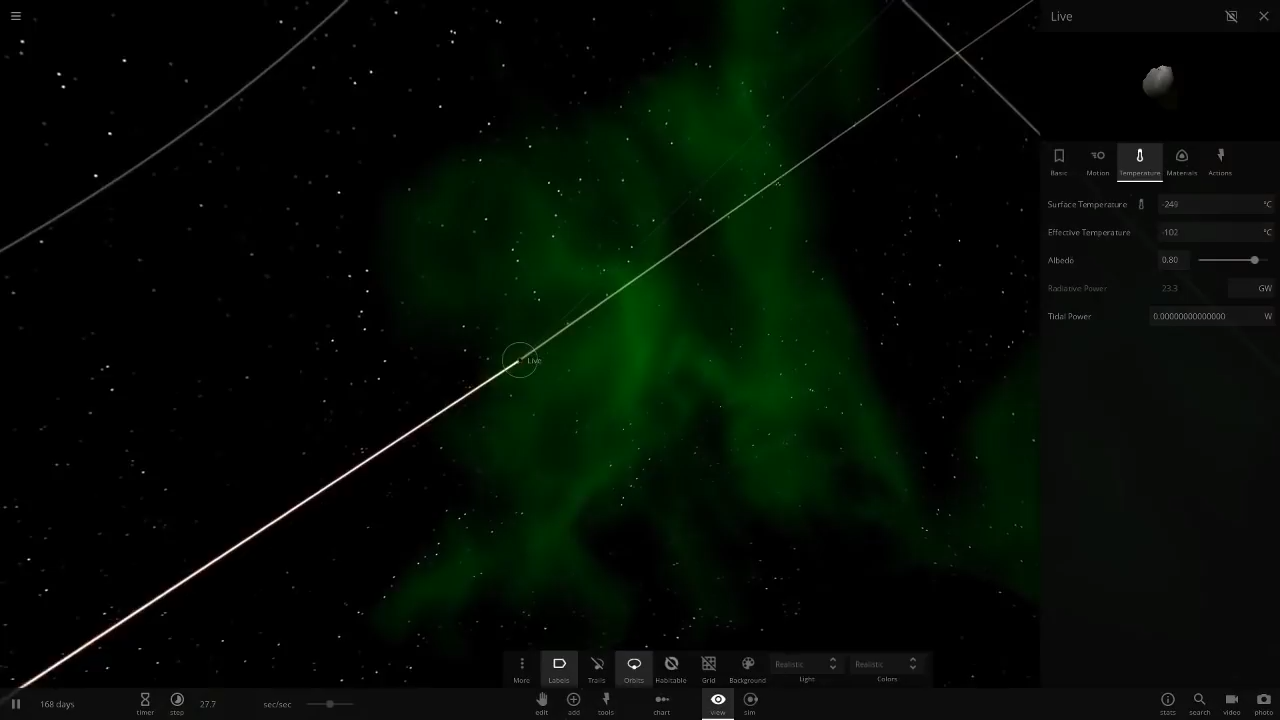 Live
Basic Motion Temperature Materials Actions
Surface Temperature -249 °C
Effective Temperature -102 °C
Albedo 0.80
Radiative Power 23.3 GW
Tidal Power 0.00000000000000 W
Live
More Labels Trails Orbits Habitable Grid Background Realistic Light Realistic Colors
168 days timer step 27.7 sec/sec edit add tools chart view sim stats search video photo